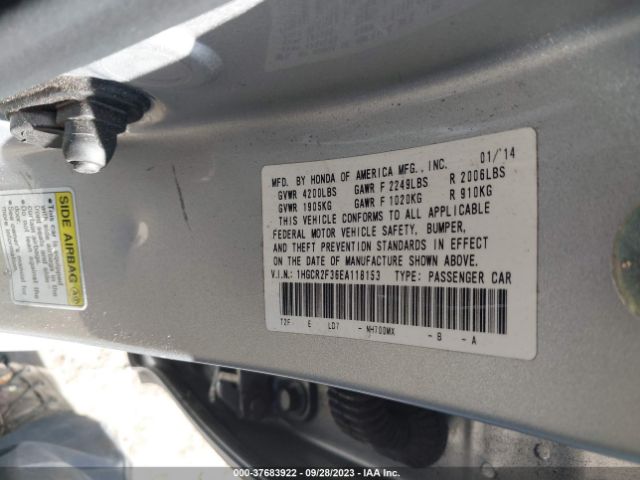 MFD. BY HONDA OF AMERICA MFG., INC. 01/'14
GVWR 4200LBS GAWR F 2249LBS R 2006LBS
GVWR 1905KG GAWR F 1020KG R 910KG
THIS VEHICLE CONFORMS TO ALL APPLICABLE
FEDERAL MOTOR VEHICLE SAFETY, BUMPER,
AND THEFT PREVENTION STANDARDS IN EFFECT
ON THE DATE OF MANUFACTURE SHOWN ABOVE.
V.I.N.: 1HGCR2F36EA118153 TYPE: PASSENGER CAR
T2F E LD7 - NH700MX - B - A
SIDE AIRBAG
000-37683922 / 09/28/2023 / IAA Inc.